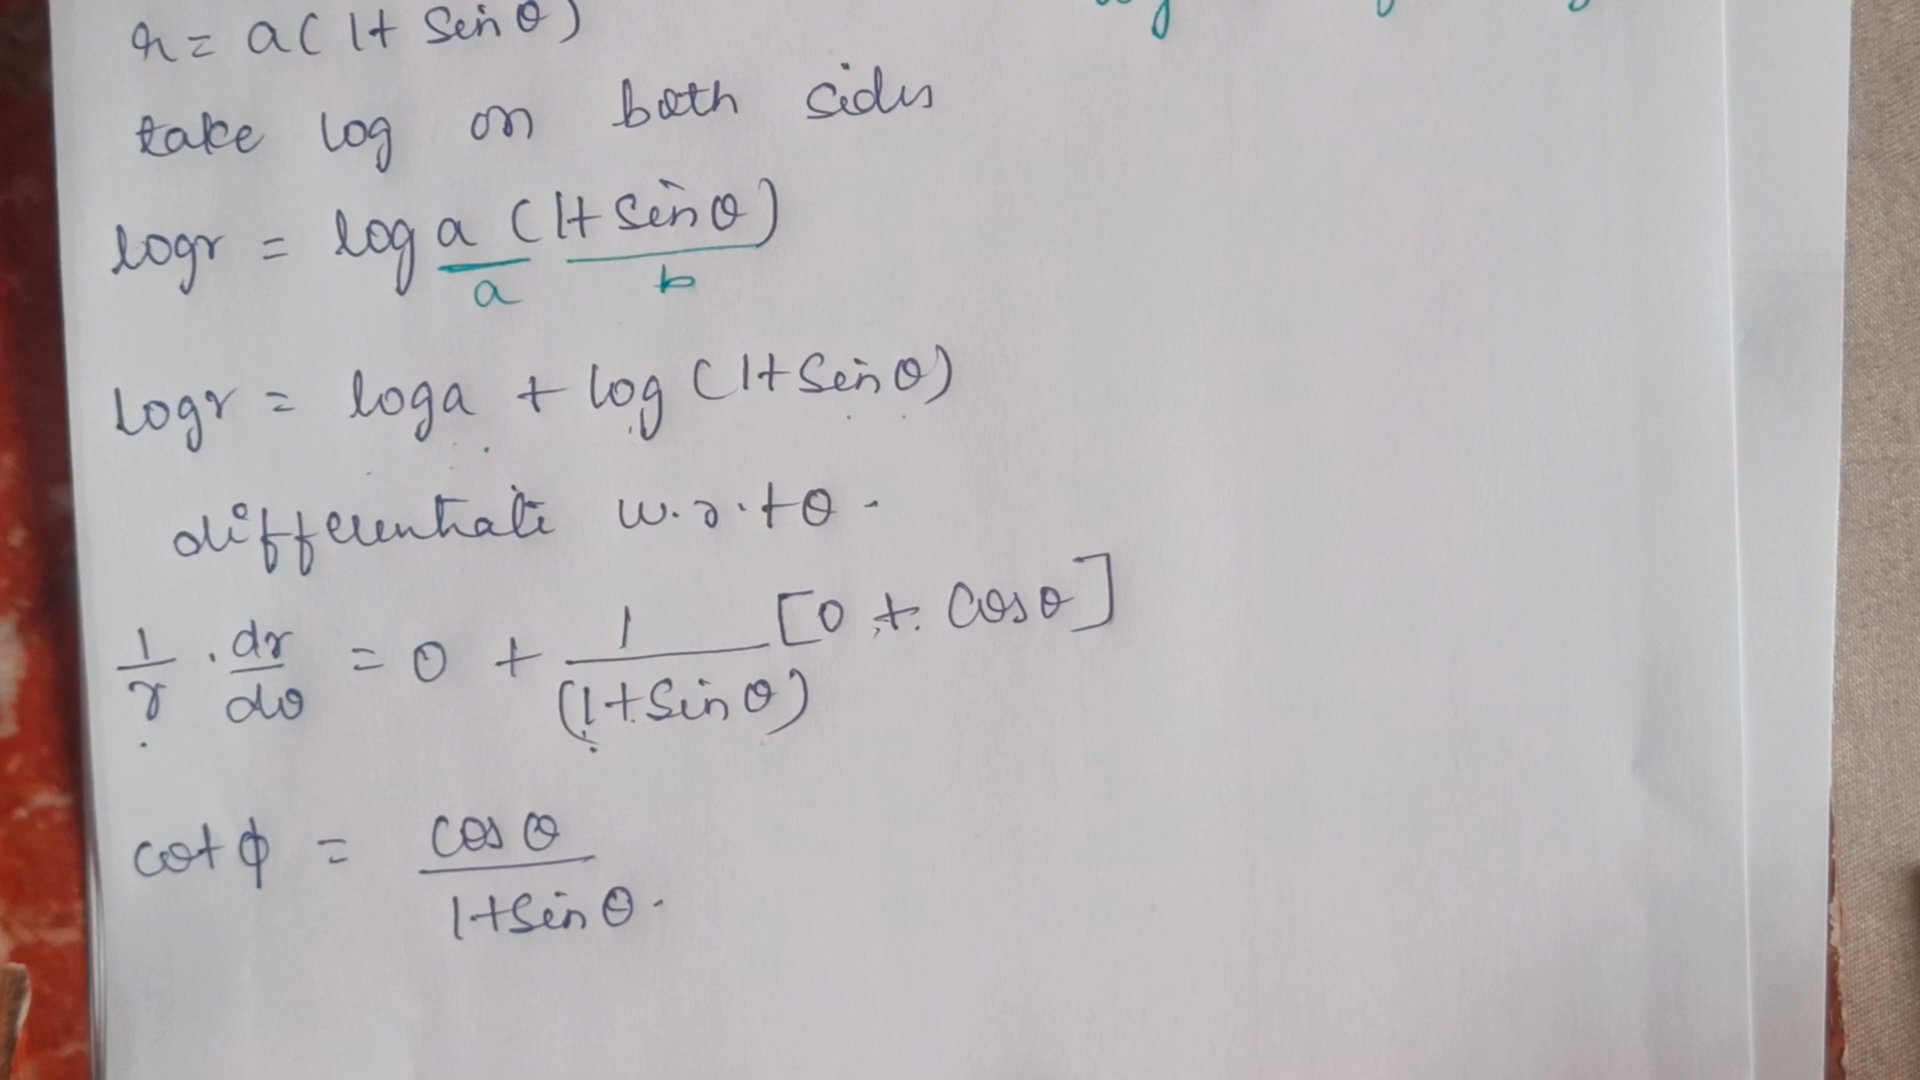 r = a(1+ Sin θ)
take log on both sides
log r = log a (1+ Sin θ)
a b
Log r = log a + log (1+ Sin θ)
differentiate w.r.to θ.
1/r . dr/dθ = 0 + 1/(1+Sin θ) [0 + Cos θ]
cot ϕ = cos θ / 1+Sin θ.